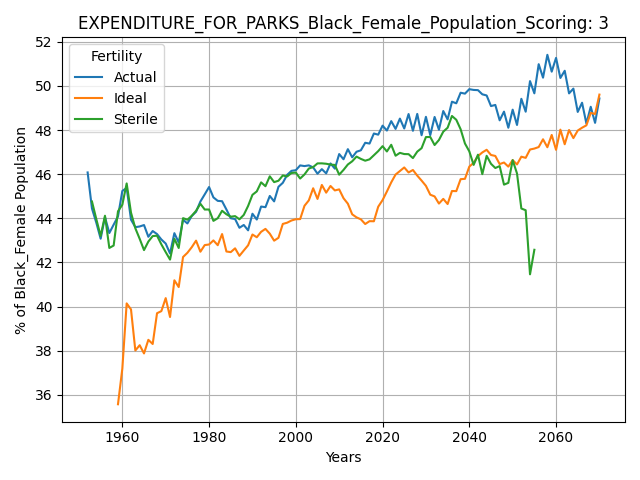 EXPENDITURE_FOR_PARKS_Black_Female_Population_Scoring: 3
Fertility
Actual
Ideal
Sterile
% of Black_Female Population
52
50
48
46
44
42
40
38
36
1960
1980
2000
2020
2040
2060
Years